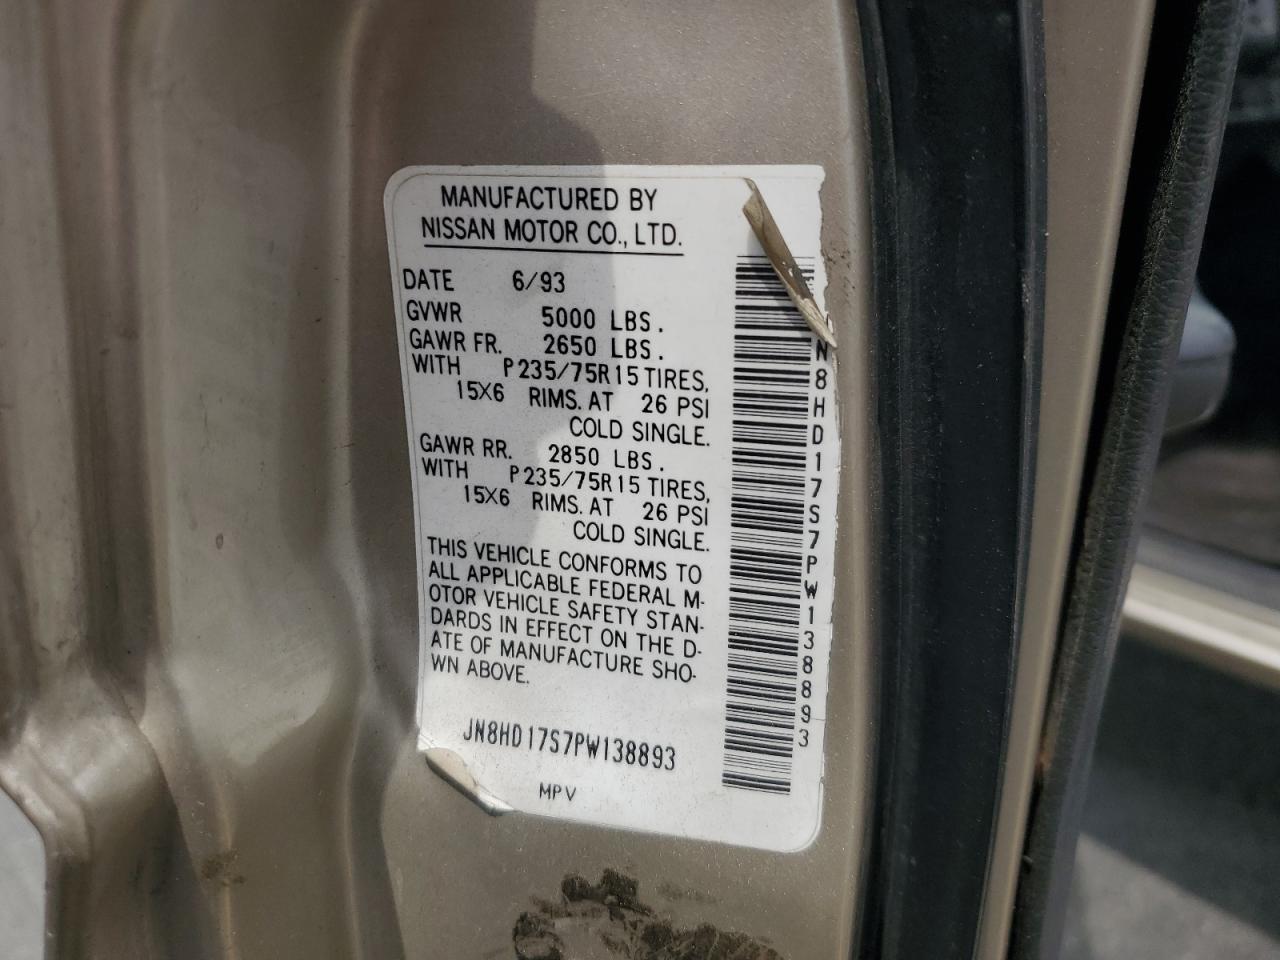 MANUFACTURED BY
NISSAN MOTOR CO., LTD.
DATE 6/93
GVWR 5000 LBS.
GAWR FR. 2650 LBS.
WITH P235/75R15 TIRES,
15X6 RIMS. AT 26 PSI
COLD SINGLE.
GAWR RR. 2850 LBS.
WITH P235/75R15 TIRES,
15X6 RIMS. AT 26 PSI
COLD SINGLE.
THIS VEHICLE CONFORMS TO
ALL APPLICABLE FEDERAL M-
OTOR VEHICLE SAFETY STAN-
DARDS IN EFFECT ON THE D-
ATE OF MANUFACTURE SHO-
WN ABOVE.
JN8HD17S7PW138893
MPV
N8HD17S7PW138893